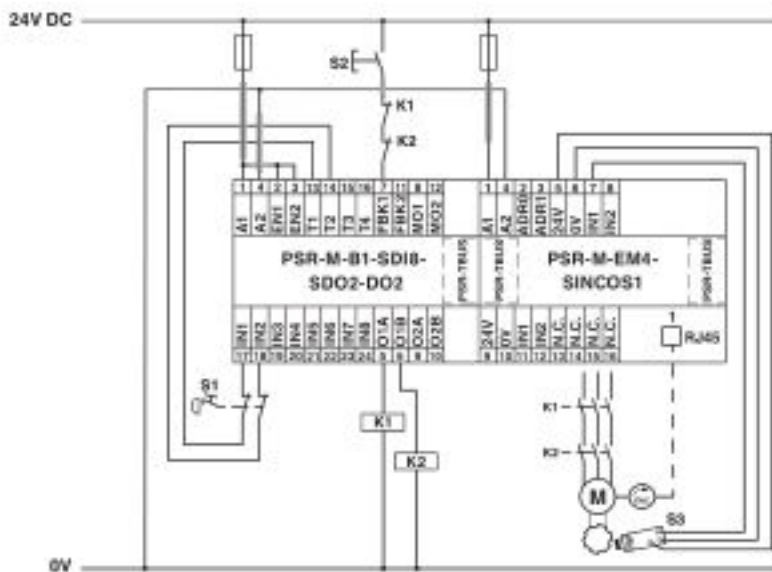 24V DC
S2
K1
K2
1 4 2 3 13 14 15 16 7 11 8 12
A1 A2 EN1 EN2 T1 T2 T3 T4 FBK1 FBK2 MO1 MO2
1 4 2 3 5 6 7 8
A1 A2 ADR0 ADR1 24V 0V IN1 IN2
PSR-M-B1-SDI8-
SDO2-DO2
PSR-TBUS
PSR-TBUS
PSR-M-EM4-
SINCOS1
PSR-TBUS
1
RJ45
IN1 IN2 IN3 IN4 IN5 IN6 IN7 IN8 O1A O1B O2A O2B
17 18 19 20 21 22 23 24 5 6 9 10
24V 0V IN1 IN2 N.C. N.C. N.C. N.C.
9 10 11 12 13 14 15 16
S1
K1
K2
K1
K2
M
S3
0V